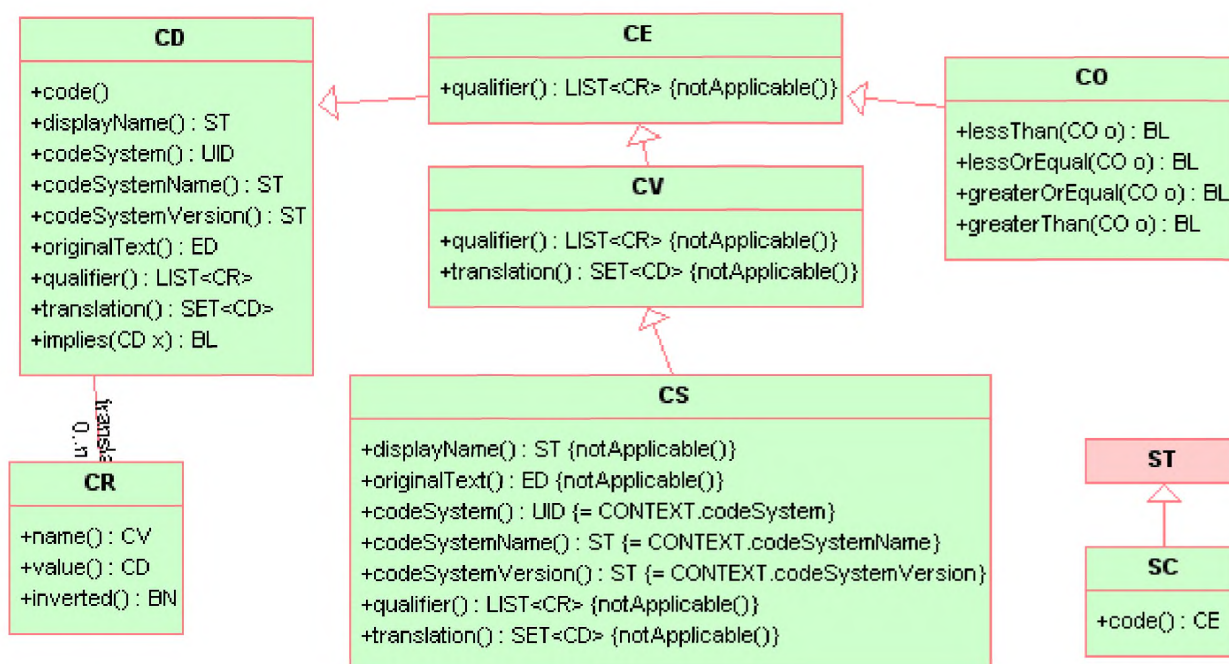 CD
+code()
+displayName() : ST
+codeSystem() : UID
+codeSystemName() : ST
+codeSystemVersion() : ST
+originalText() : ED
+qualifier() : LIST<CR>
+translation() : SET<CD>
+implies(CD x) : BL
CE
+qualifier() : LIST<CR> {notApplicable()}
CO
+lessThan(CO o) : BL
+lessOrEqual(CO o) : BL
+greaterOrEqual(CO o) : BL
+greaterThan(CO o) : BL
CV
+qualifier() : LIST<CR> {notApplicable()}
+translation() : SET<CD> {notApplicable()}
0..n
CR
+name() : CV
+value() : CD
+inverted() : BN
CS
+displayName() : ST {notApplicable()}
+originalText() : ED {notApplicable()}
+codeSystem() : UID {= CONTEXT.codeSystem}
+codeSystemName() : ST {= CONTEXT.codeSystemName}
+codeSystemVersion() : ST {= CONTEXT.codeSystemVersion}
+qualifier() : LIST<CR> {notApplicable()}
+translation() : SET<CD> {notApplicable()}
ST
SC
+code() : CE